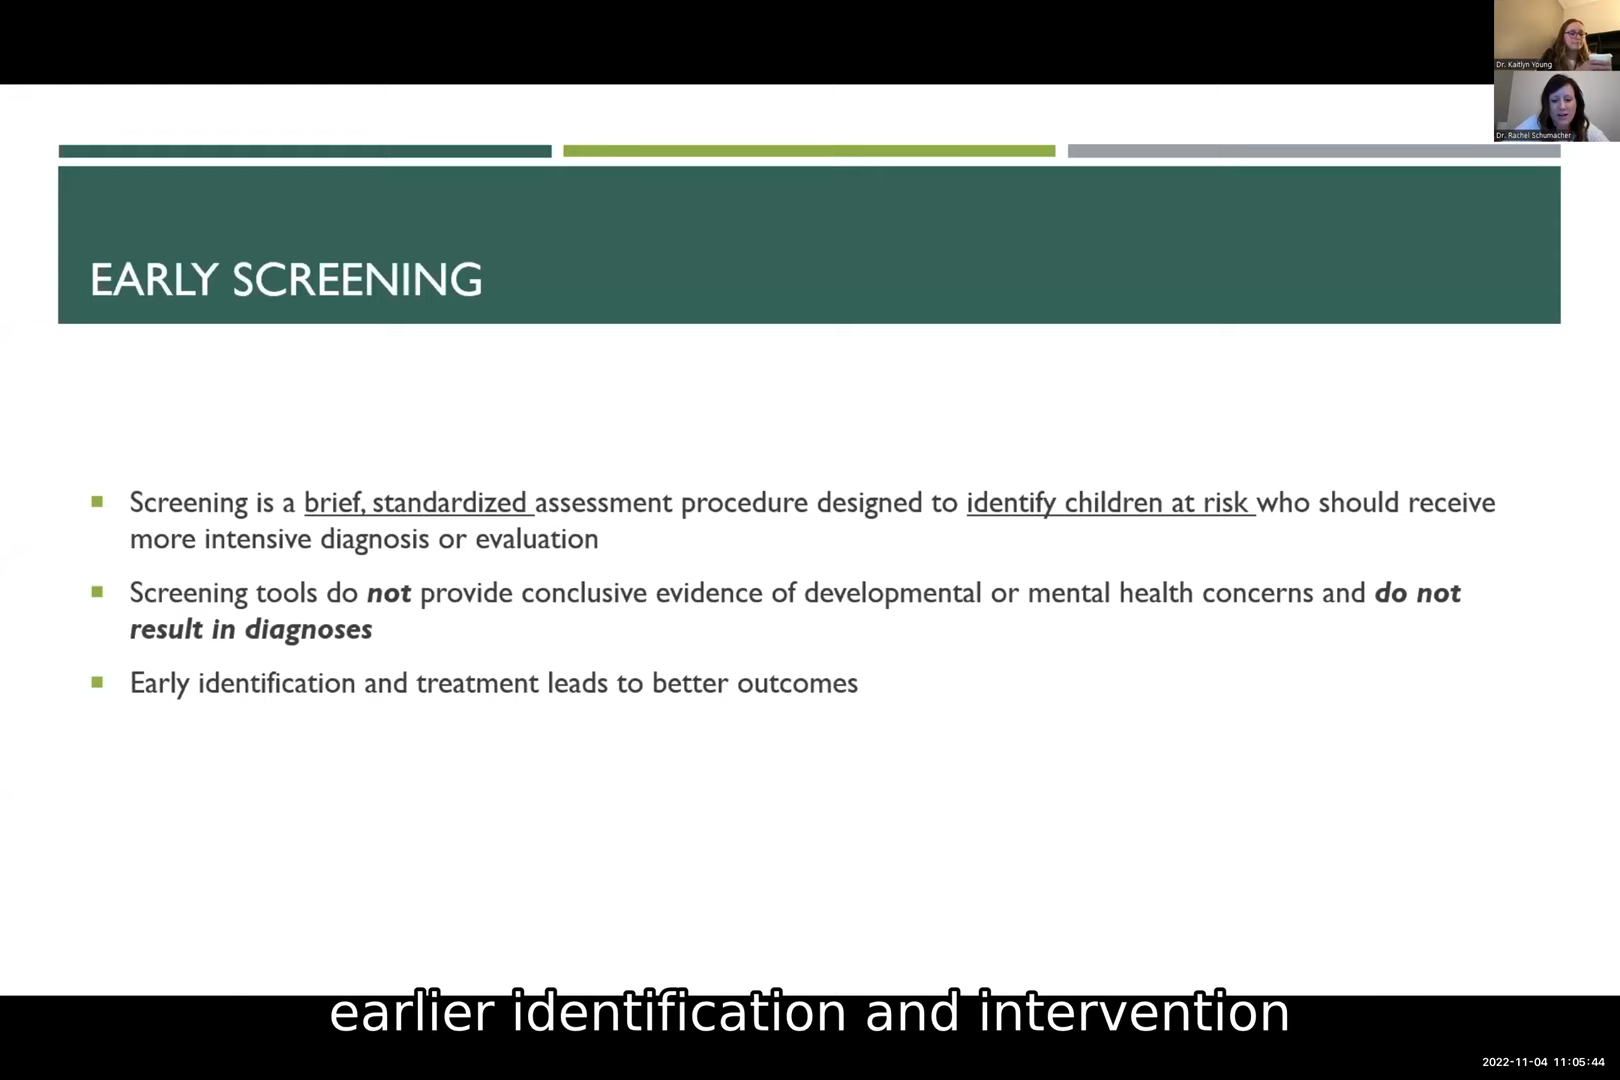 Dr. Kaitlyn Young
Dr. Rachel Schumacher
EARLY SCREENING
Screening is a brief, standardized assessment procedure designed to identify children at risk who should receive
more intensive diagnosis or evaluation
Screening tools do not provide conclusive evidence of developmental or mental health concerns and do not
result in diagnoses
Early identification and treatment leads to better outcomes
earlier identification and intervention
2022-11-04 11:05:44